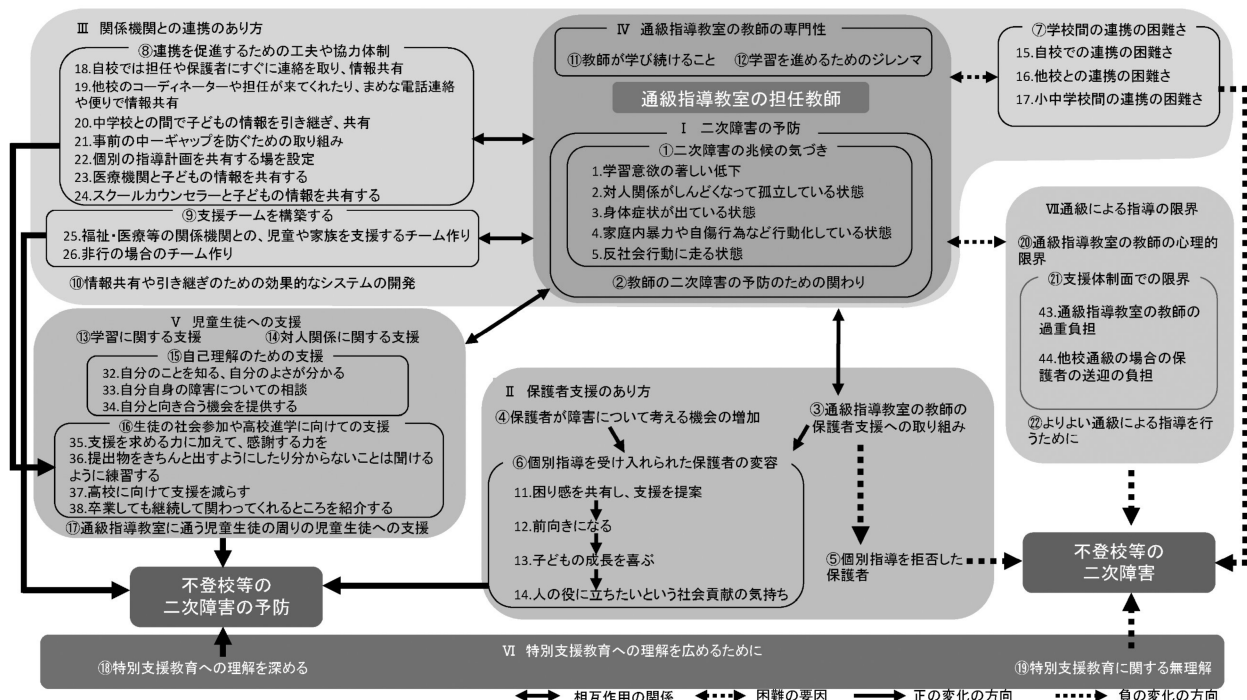 Ⅲ 関係機関との連携のあり方
⑧連携を促進するための工夫や協力体制
18.自校では担任や保護者にすぐに連絡を取り、情報共有
19.他校のコーディネーターや担任が来てくれたり、まめな電話連絡
や便りで情報共有
20.中学校との間で子どもの情報を引き継ぎ、共有
21.事前の中一ギャップを防ぐための取り組み
22.個別の指導計画を共有する場を設定
23.医療機関と子どもの情報を共有する
24.スクールカウンセラーと子どもの情報を共有する
⑨支援チームを構築する
25.福祉・医療等の関係機関との、児童や家族を支援するチーム作り
26.非行の場合のチーム作り
⑩情報共有や引き継ぎのための効果的なシステムの開発
Ⅳ 通級指導教室の教師の専門性
⑪教師が学び続けること ⑫学習を進めるためのジレンマ
通級指導教室の担任教師
Ⅰ 二次障害の予防
①二次障害の兆候の気づき
1.学習意欲の著しい低下
2.対人関係がしんどくなって孤立している状態
3.身体症状が出ている状態
4.家庭内暴力や自傷行為など行動化している状態
5.反社会行動に走る状態
②教師の二次障害の予防のための関わり
⑦学校間の連携の困難さ
15.自校での連携の困難さ
16.他校との連携の困難さ
17.小中学校間の連携の困難さ
Ⅶ通級による指導の限界
⑳通級指導教室の教師の心理的
限界
㉑支援体制面での限界
43.通級指導教室の教師の
過重負担
44.他校通級の場合の保
護者の送迎の負担
㉒よりよい通級による指導を行
うために
Ⅴ 児童生徒への支援
⑬学習に関する支援 ⑭対人関係に関する支援
⑮自己理解のための支援
32.自分のことを知る、自分のよさが分かる
33.自分自身の障害についての相談
34.自分と向き合う機会を提供する
⑯生徒の社会参加や高校進学に向けての支援
35.支援を求める力に加えて、感謝する力を
36.提出物をきちんと出すようにしたり分からないことは聞ける
ように練習する
37.高校に向けて支援を減らす
38.卒業しても継続して関わってくれるところを紹介する
⑰通級指導教室に通う児童生徒の周りの児童生徒への支援
Ⅱ 保護者支援のあり方
④保護者が障害について考える機会の増加
③通級指導教室の教師の
保護者支援への取り組み
⑥個別指導を受け入れられた保護者の変容
11.困り感を共有し、支援を提案
12.前向きになる
13.子どもの成長を喜ぶ
14.人の役に立ちたいという社会貢献の気持ち
⑤個別指導を拒否した
保護者
不登校等の
二次障害の予防
不登校等の
二次障害
Ⅵ 特別支援教育への理解を広めるために
⑱特別支援教育への理解を深める
⑲特別支援教育に関する無理解
相互作用の関係 困難の要因 正の変化の方向 負の変化の方向